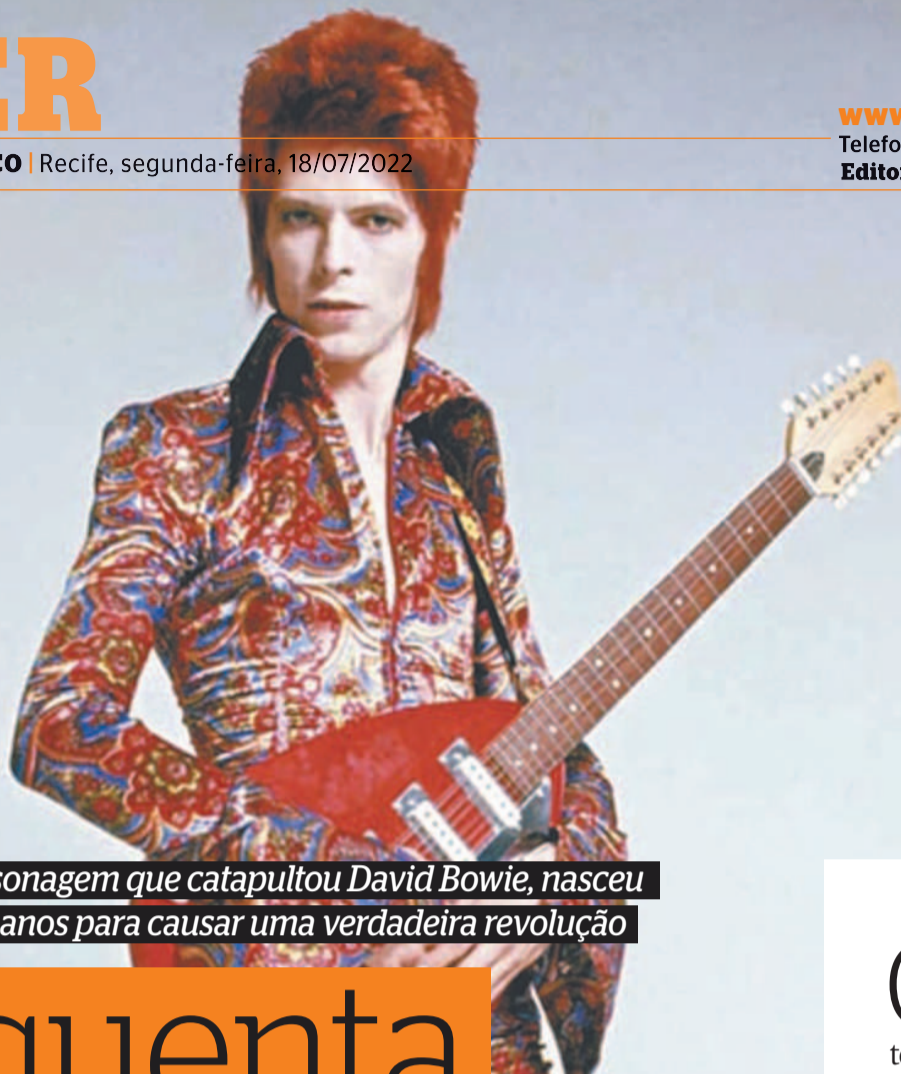 ER
CO | Recife, segunda-feira, 18/07/2022
www
Telefo
Editor
sonagem que catapultou David Bowie, nasceu
anos para causar uma verdadeira revolução
quenta